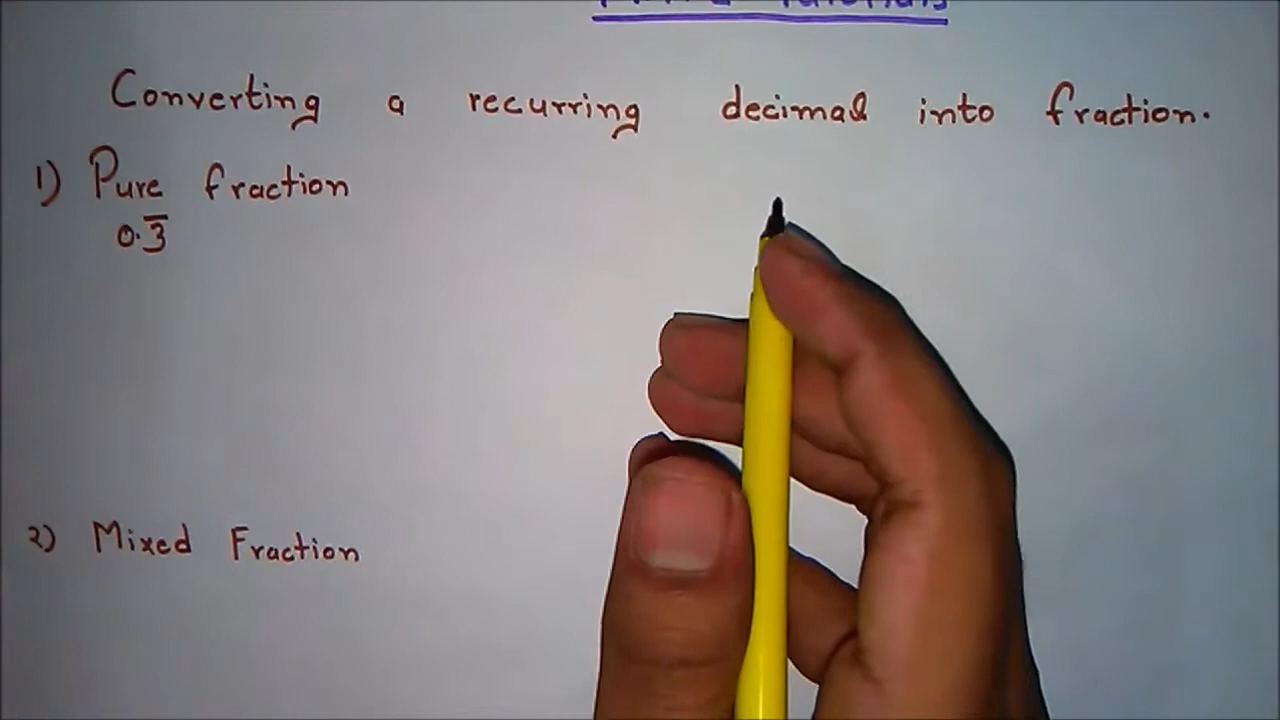 Converting a recurring decimal into fraction.
1) Pure fraction
0.3̅
2) Mixed Fraction